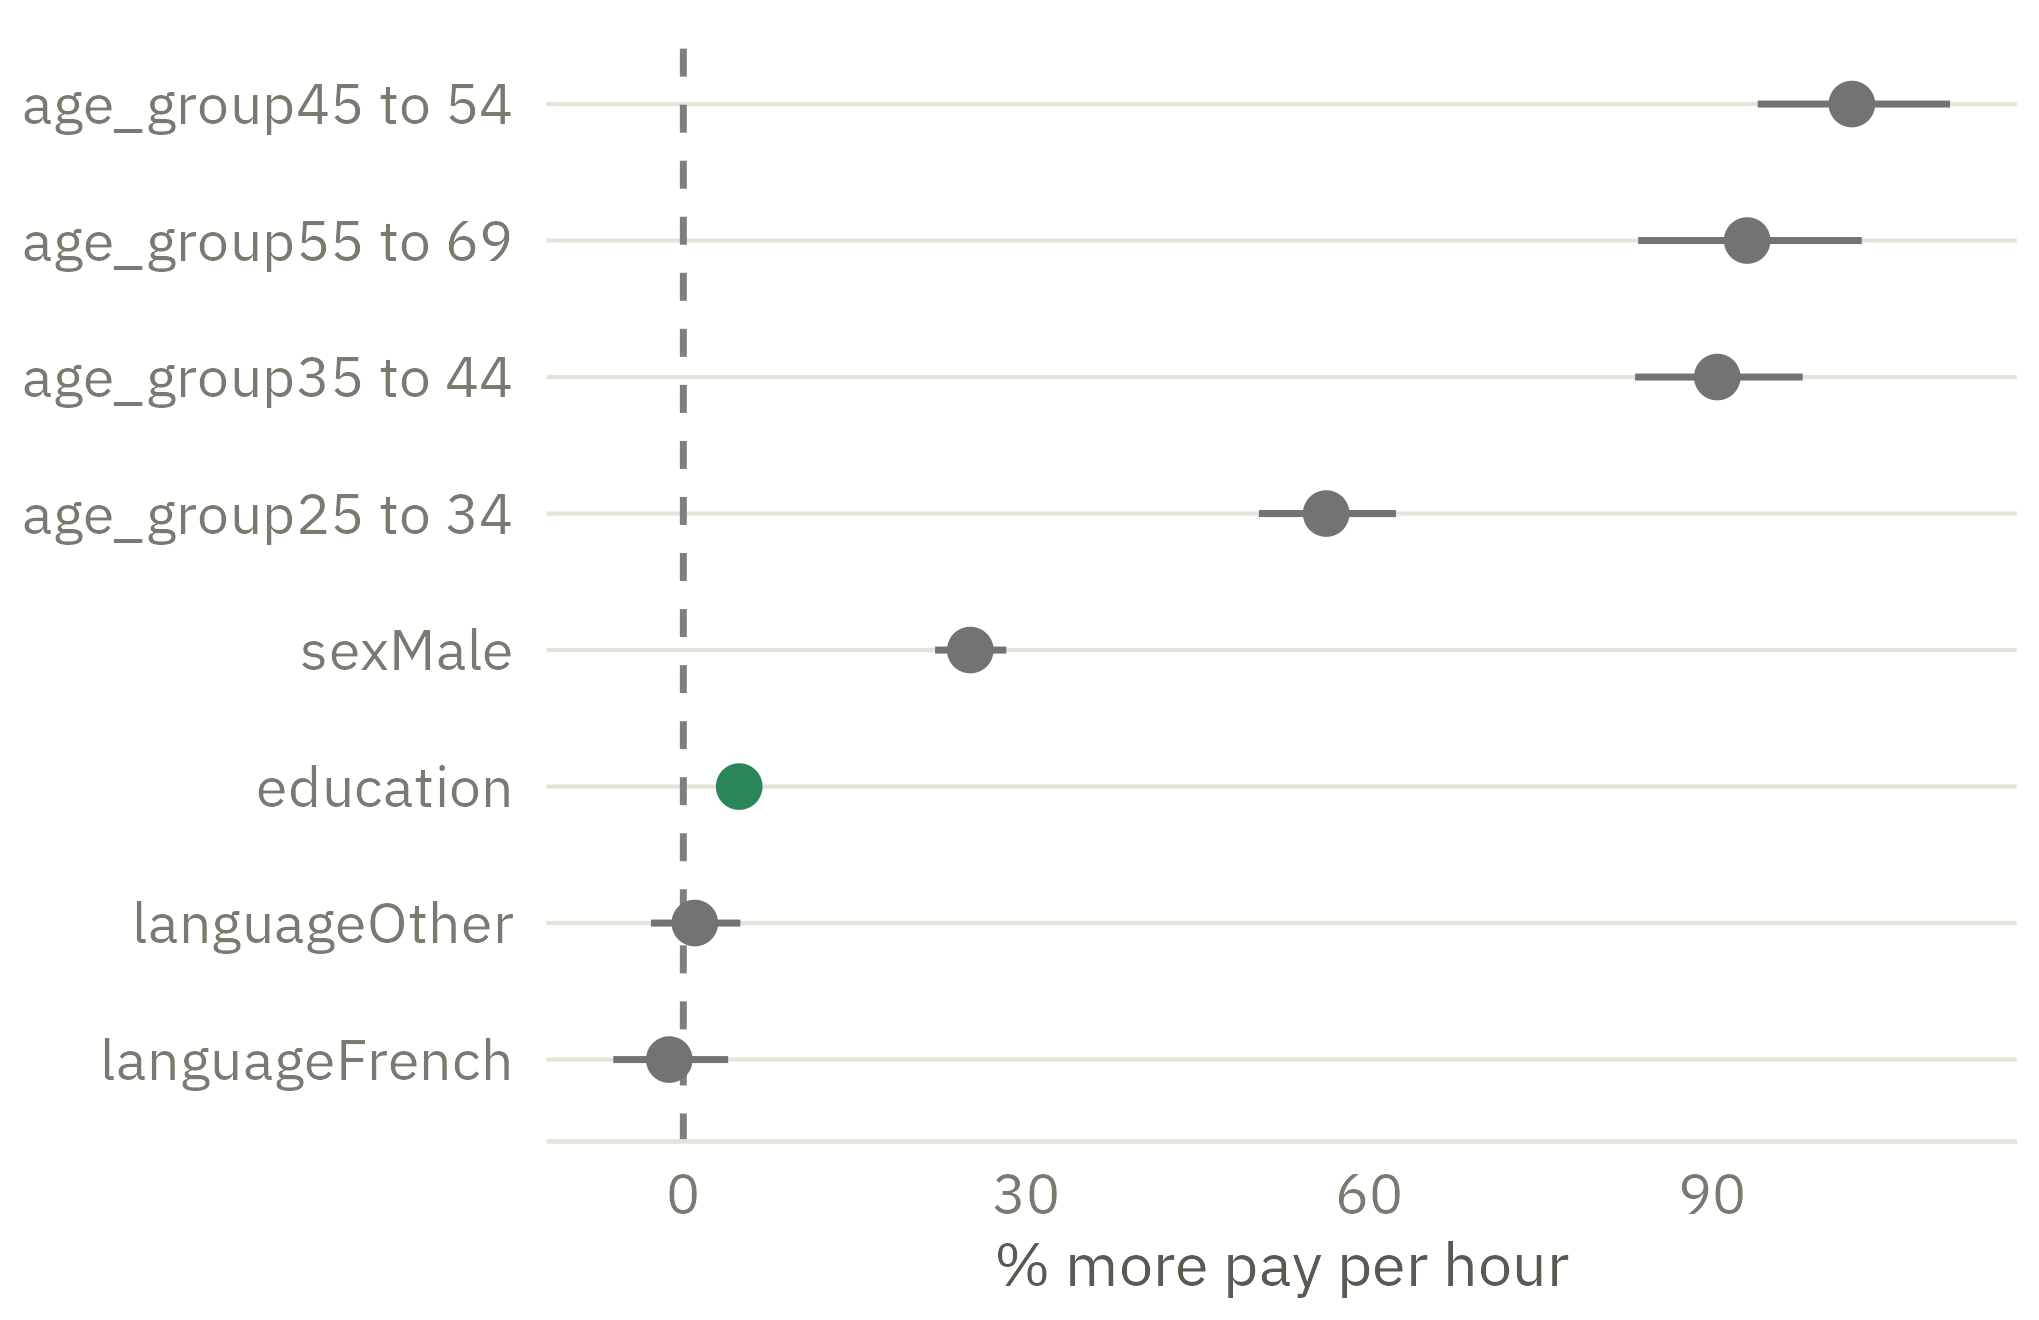 age_group45 to 54
age_group55 to 69
age_group35 to 44
age_group25 to 34
sexMale
education
languageOther
languageFrench
0 30 60 90
% more pay per hour